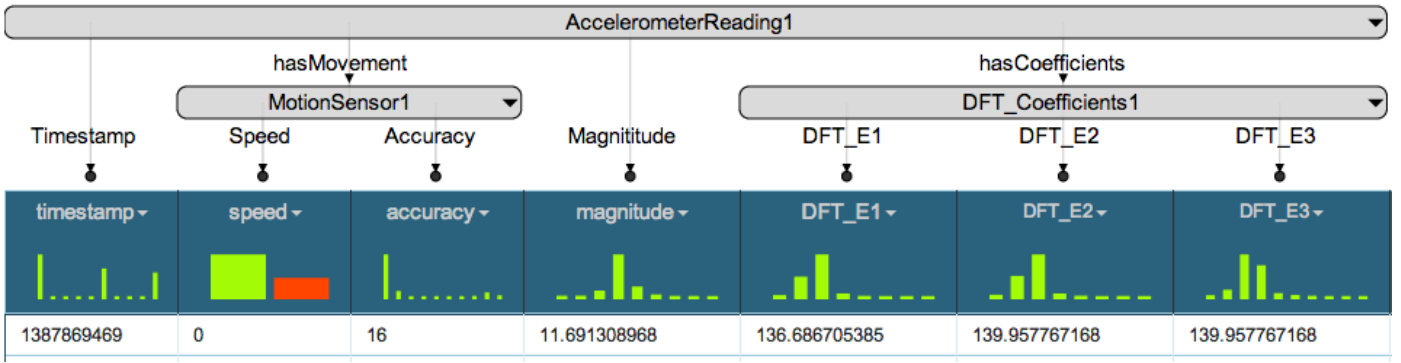 AccelerometerReading1
hasMovement hasCoefficients
MotionSensor1 DFT_Coefficients1
Timestamp Speed Accuracy Magnititude DFT_E1 DFT_E2 DFT_E3
timestamp speed accuracy magnitude DFT_E1 DFT_E2 DFT_E3
1387869469 0 16 11.691308968 136.686705385 139.957767168 139.957767168